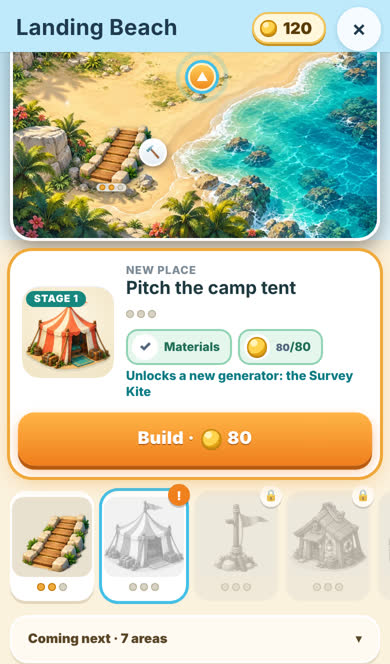 Landing Beach
120
×
NEW PLACE
Pitch the camp tent
STAGE 1
Materials
80/80
Unlocks a new generator: the Survey
Kite
Build · 80
!
Coming next · 7 areas